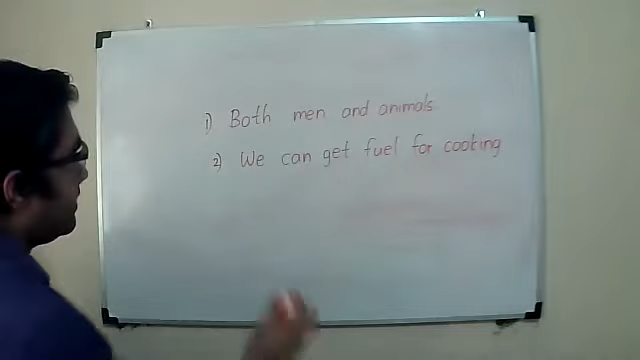 1) Both men and animals
2) We can get fuel for cooking